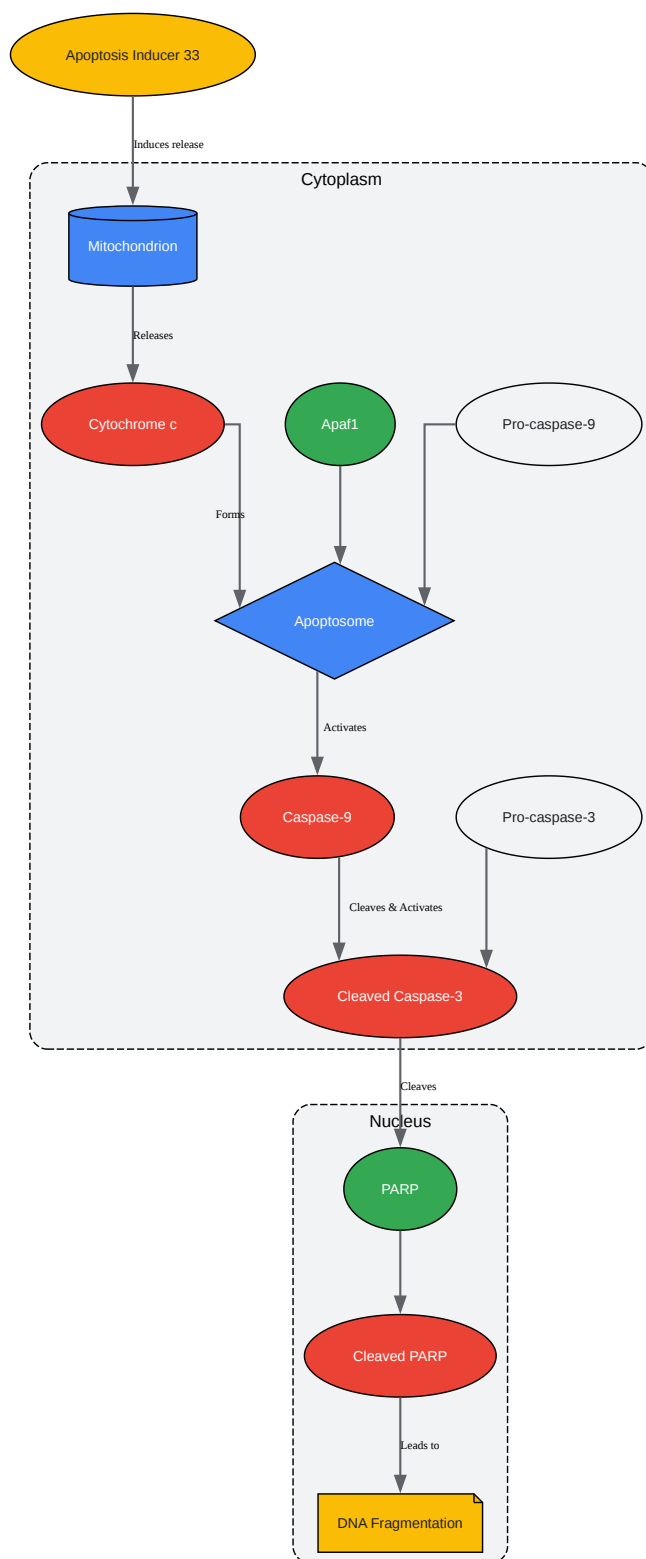 Apoptosis Inducer 33
Induces release
Cytoplasm
Mitochondrion
Releases
Cytochrome c
Apaf1
Pro-caspase-9
Forms
Apoptosome
Activates
Caspase-9
Pro-caspase-3
Cleaves & Activates
Cleaved Caspase-3
Cleaves
Nucleus
PARP
Cleaved PARP
Leads to
DNA Fragmentation